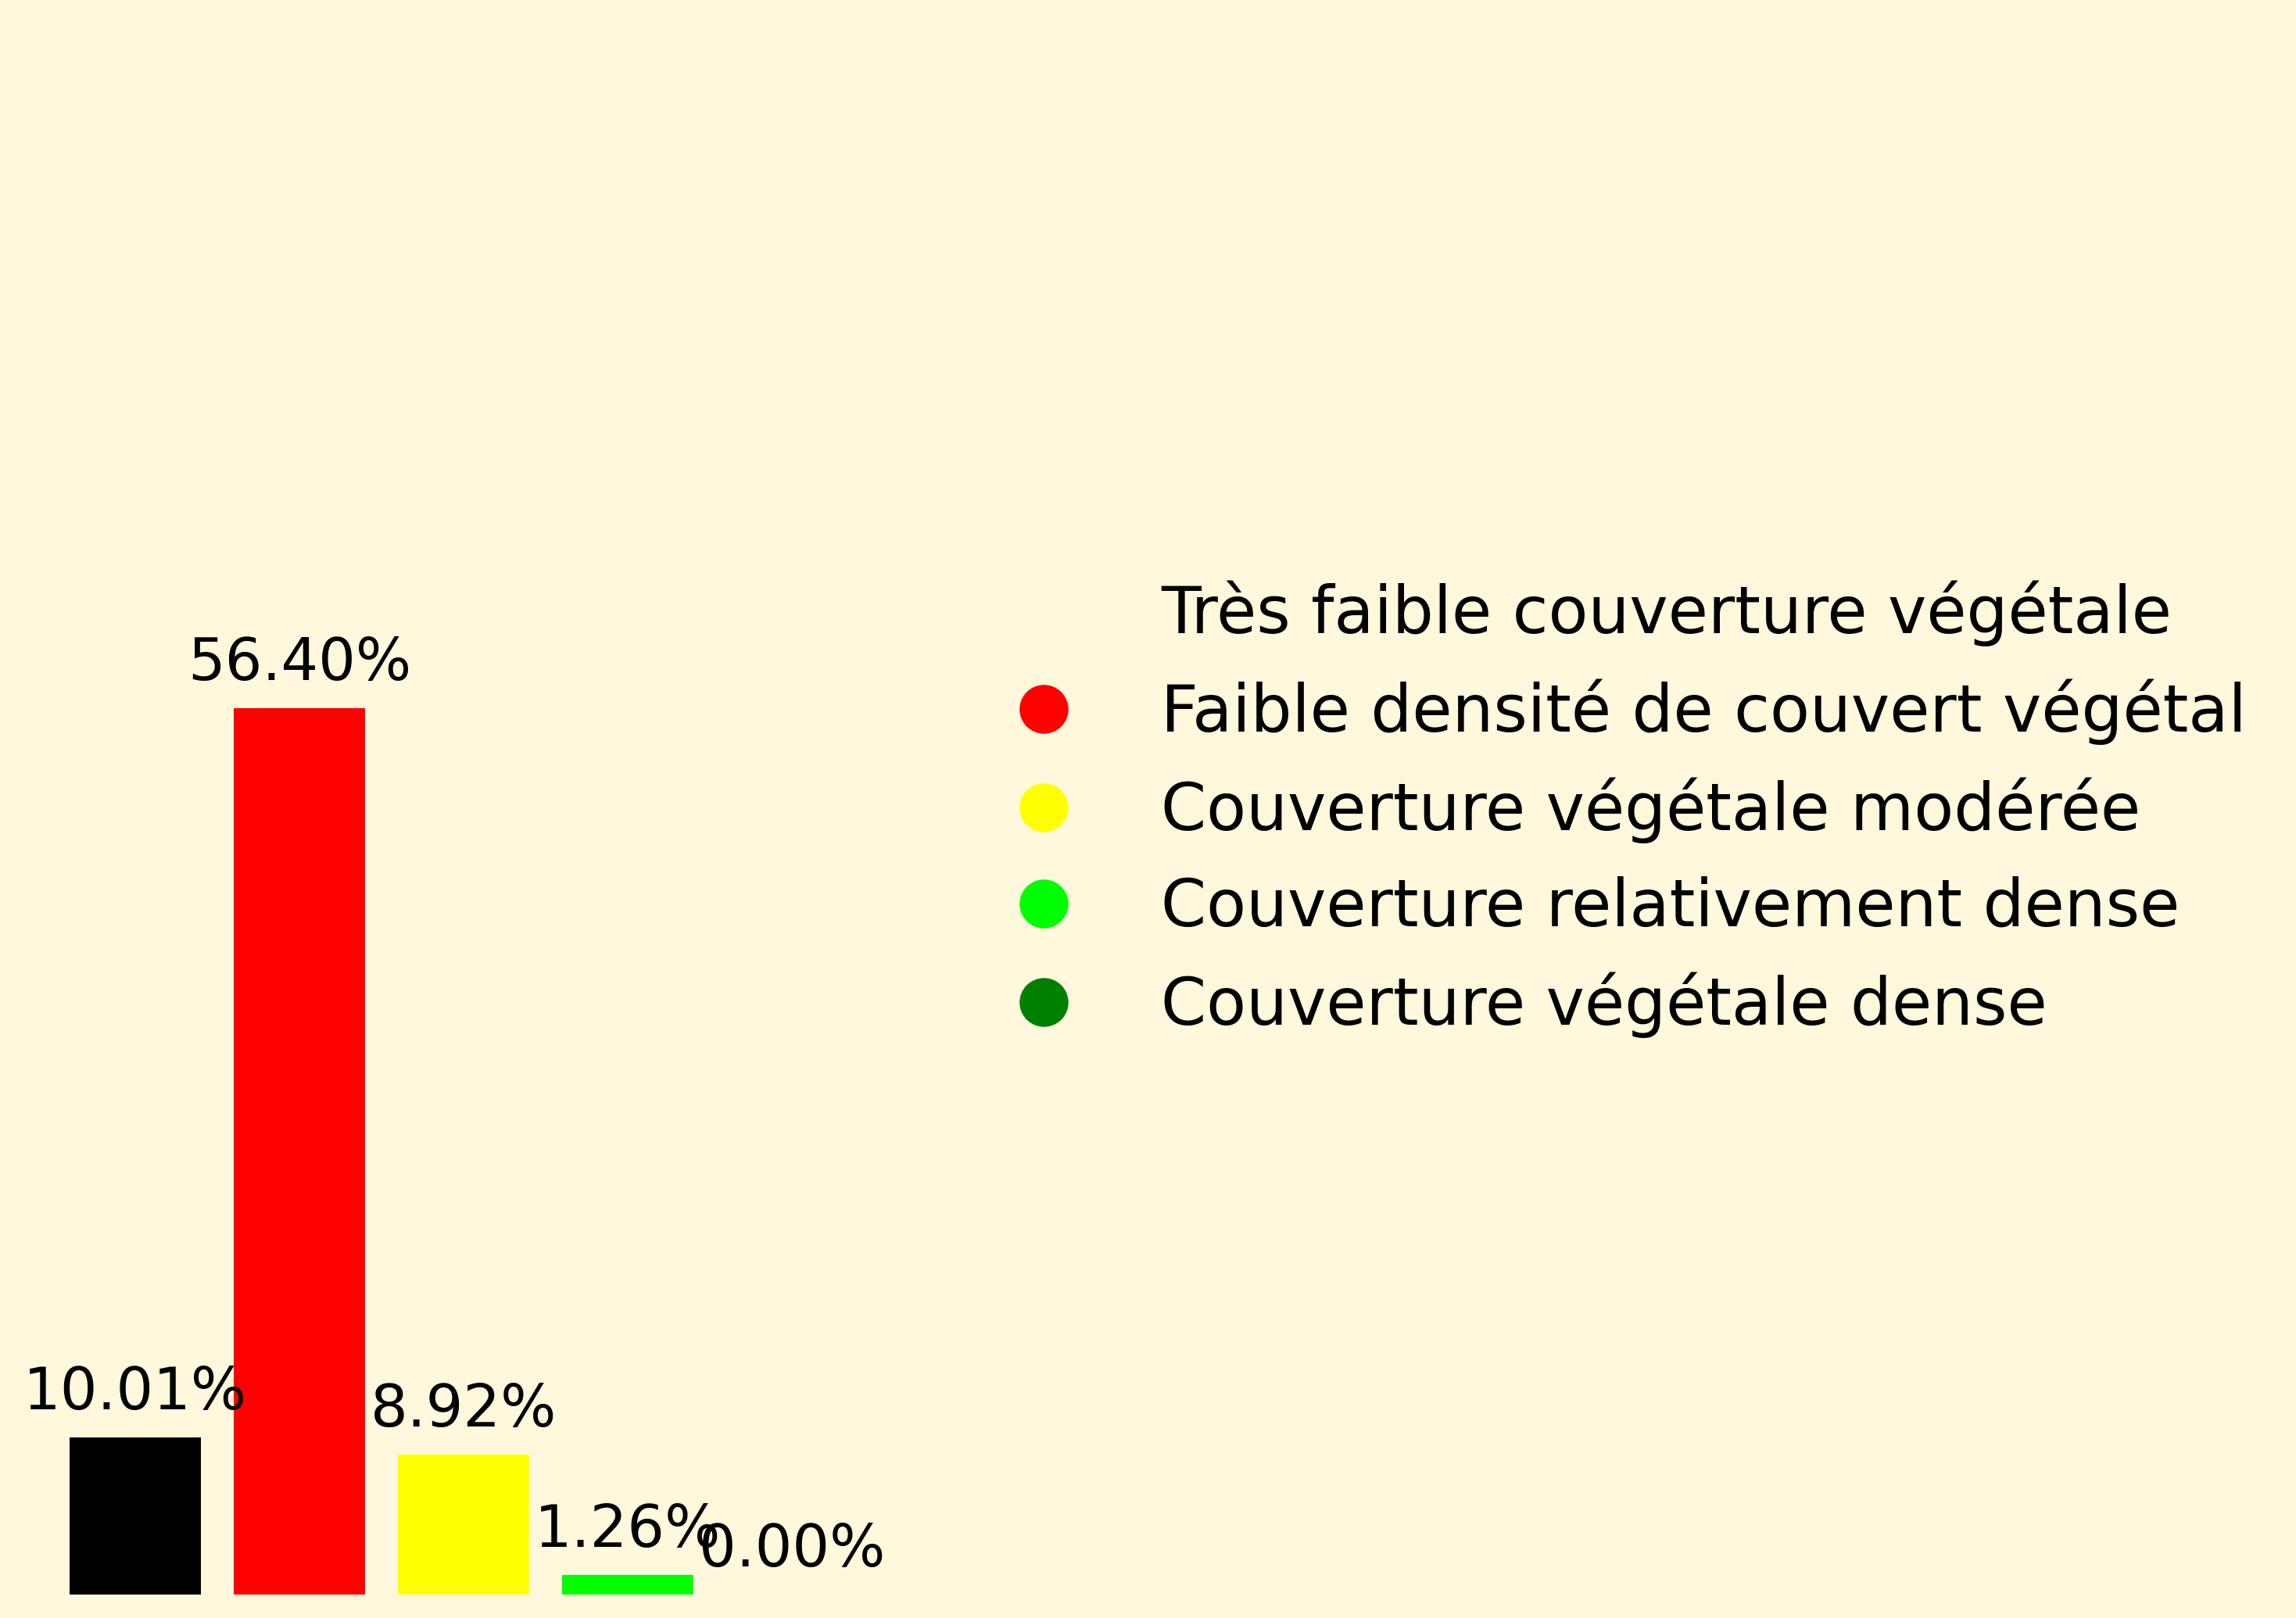 56.40%
10.01%
8.92%
1.26%
0.00%
Très faible couverture végétale
Faible densité de couvert végétal
Couverture végétale modérée
Couverture relativement dense
Couverture végétale dense